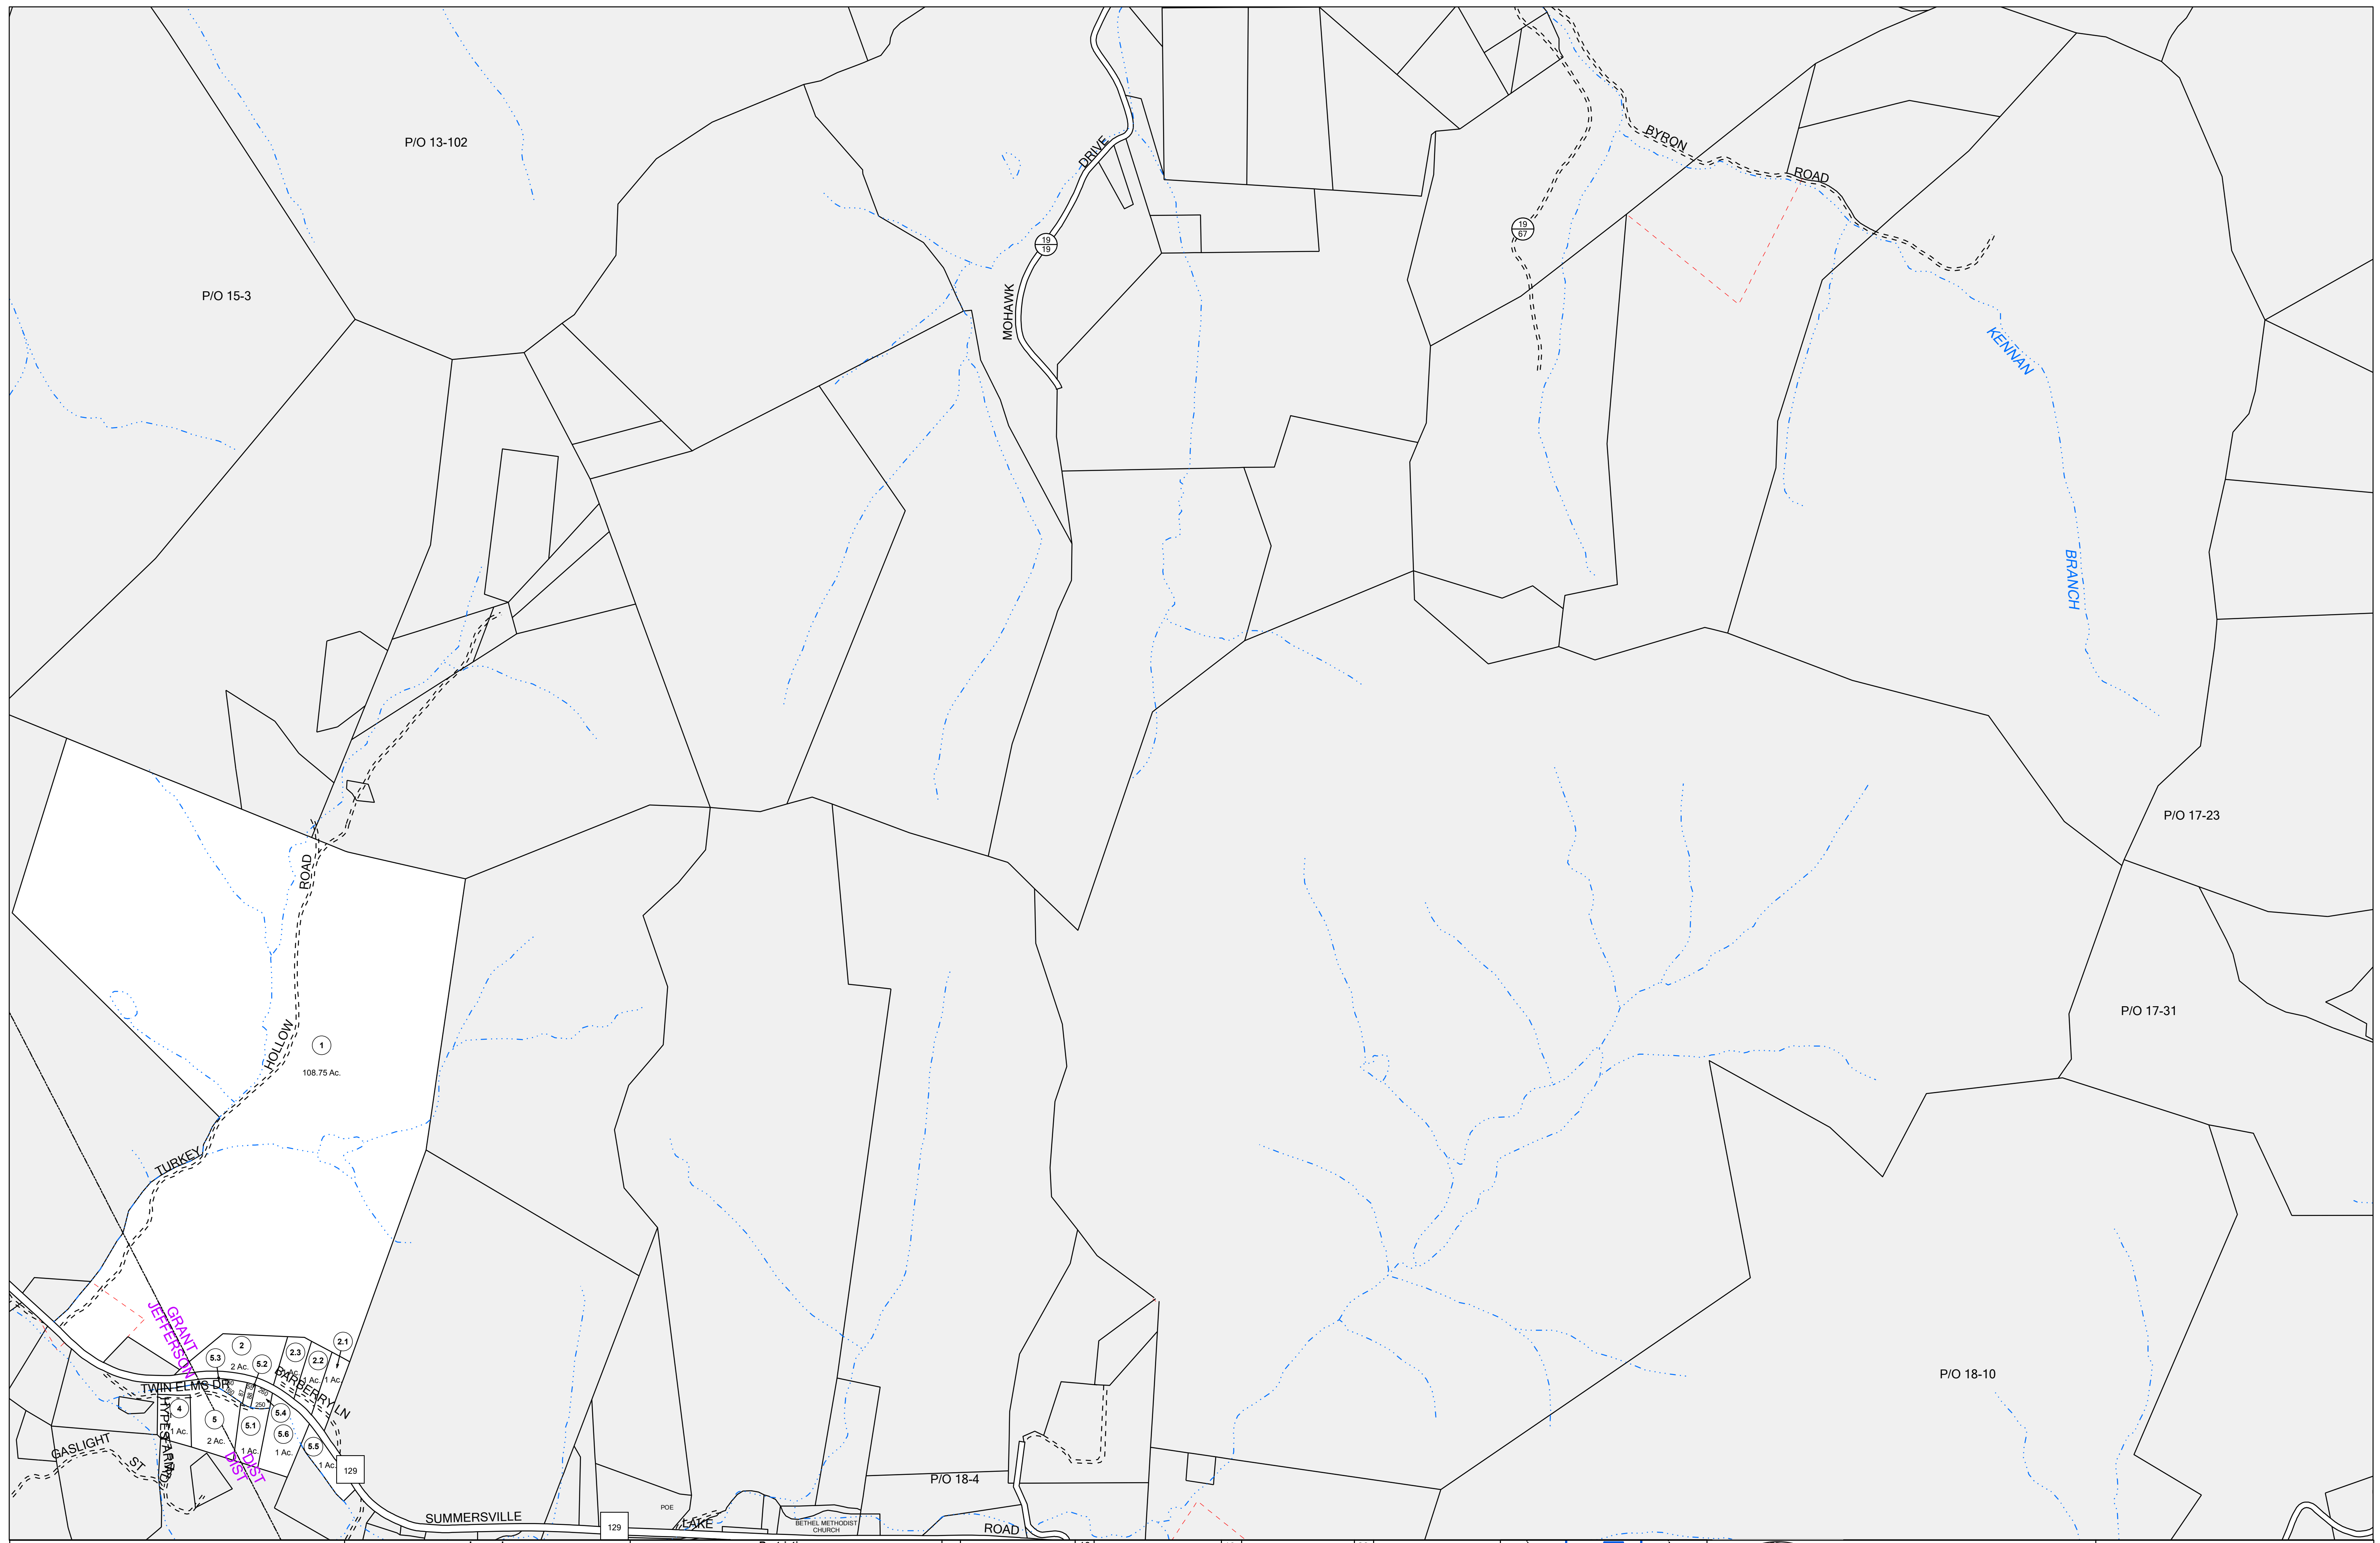 P/O 13-102
BYRON
ROAD
DRIVE
19
67
19
19
P/O 15-3
MOHAWK
KENNAN
BRANCH
P/O 17-23
ROAD
P/O 17-31
HOLLOW
1
108.75 Ac.
TURKEY
GRANT
JEFFERSON
2
2 Ac.
2.1
2.3
2.2
1 Ac.
1 Ac.
5.3
5.2
BARBERRY LN
TWIN ELMS DR
250
P/O 18-10
4
1 Ac.
5
2 Ac.
5.1
1 Ac.
5.4
5.6
1 Ac.
5.5
1 Ac.
GASLIGHT
ST
DIST
DIST
129
P/O 18-4
POE
SUMMERSVILLE
129
LAKE
BETHEL METHODIST
CHURCH
ROAD